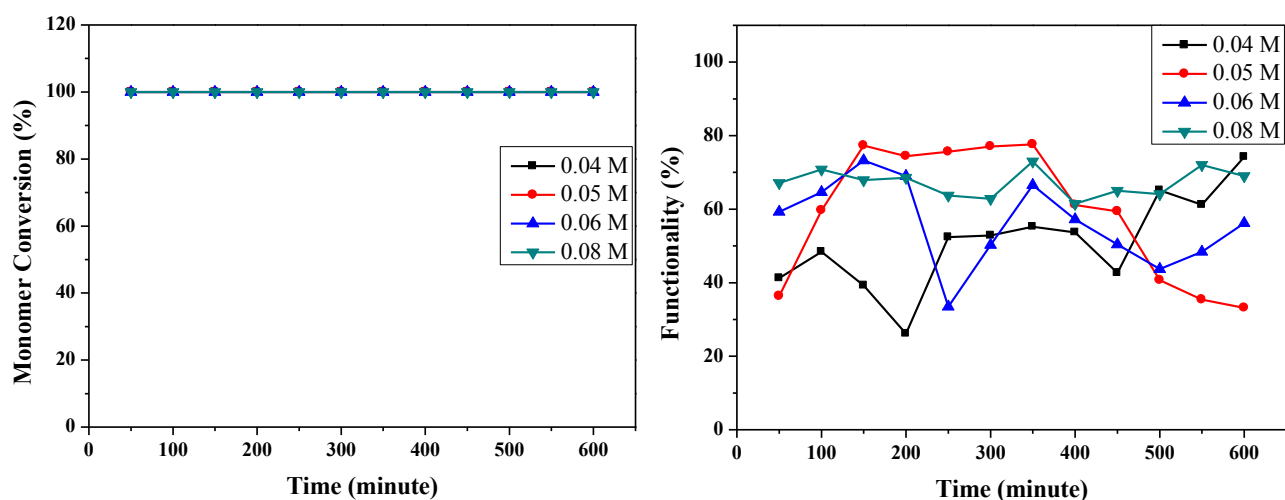 Monomer Conversion (%)
120
100
80
60
40
20
0
0 100 200 300 400 500 600
Time (minute)
0.04 M
0.05 M
0.06 M
0.08 M
Functionality (%)
100
80
60
40
20
0
0 100 200 300 400 500 600
Time (minute)
0.04 M
0.05 M
0.06 M
0.08 M